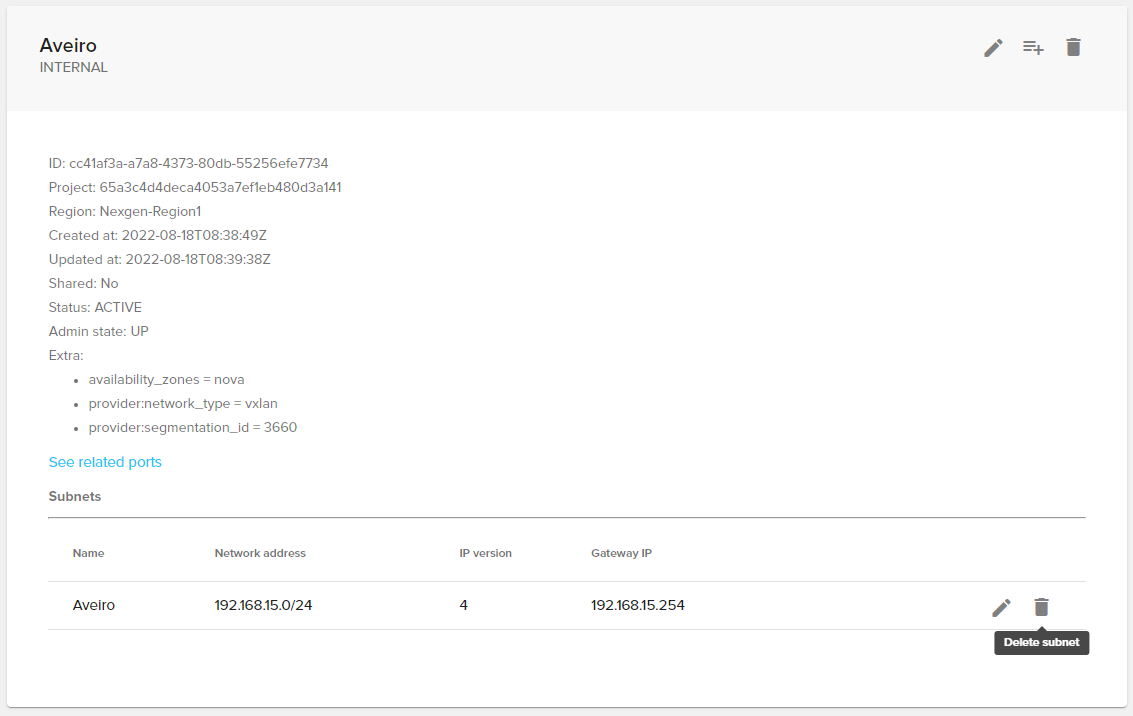 Aveiro
INTERNAL
ID: cc41af3a-a7a8-4373-80db-55256efe7734
Project: 65a3c4d4deca4053a7ef1eb480d3a141
Region: Nexgen-Region1
Created at: 2022-08-18T08:38:49Z
Updated at: 2022-08-18T08:39:38Z
Shared: No
Status: ACTIVE
Admin state: UP
Extra:
• availability_zones = nova
• provider:network_type = vxlan
• provider:segmentation_id = 3660
See related ports
Subnets
Name Network address IP version Gateway IP
Aveiro 192.168.15.0/24 4 192.168.15.254
Delete subnet